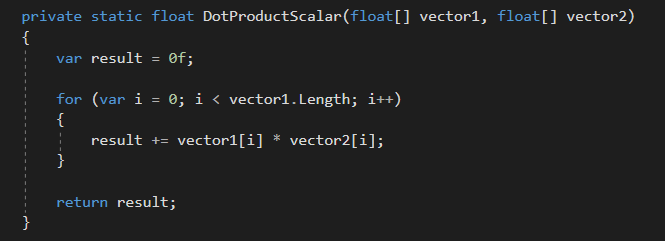 private static float DotProductScalar(float[] vector1, float[] vector2)
{
    var result = 0f;

    for (var i = 0; i < vector1.Length; i++)
    {
        result += vector1[i] * vector2[i];
    }

    return result;
}